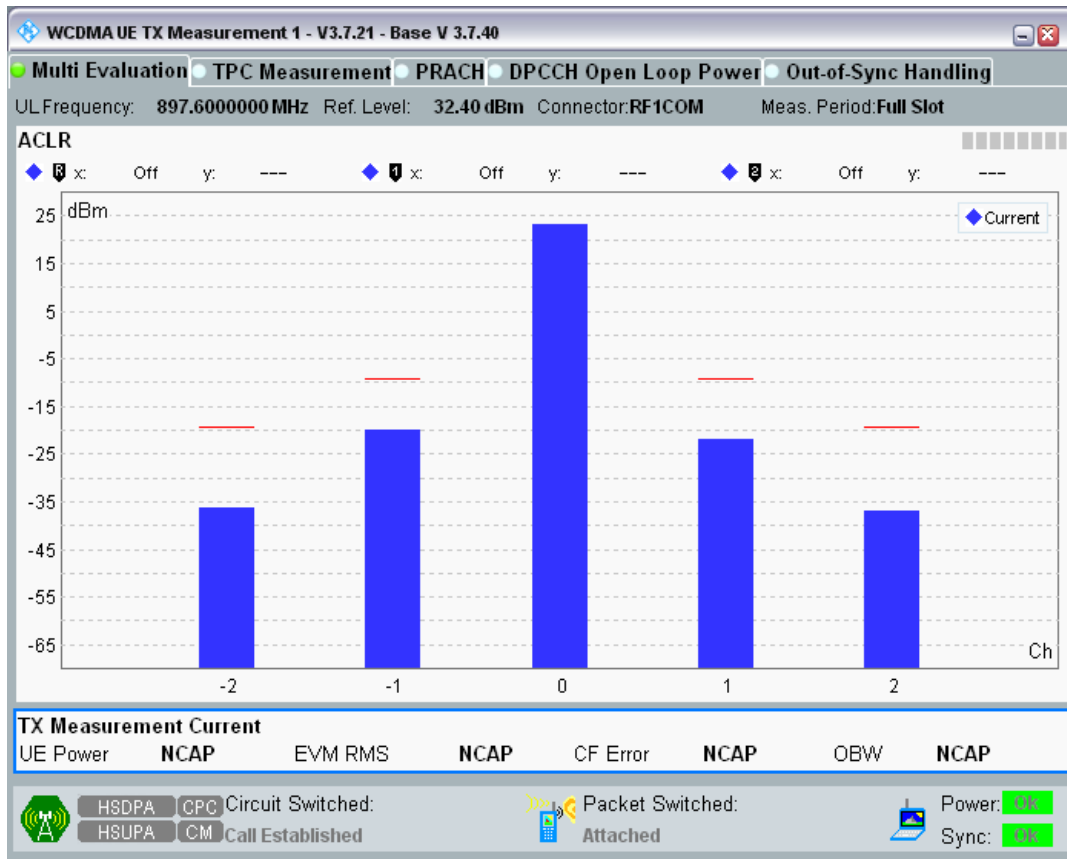 WCDMA UE TX Measurement 1 - V3.7.21 - Base V 3.7.40
Multi Evaluation TPC Measurement PRACH DPCCH Open Loop Power Out-of-Sync Handling
UL Frequency: 897.6000000 MHz Ref. Level: 32.40 dBm Connector:RF1COM Meas. Period:Full Slot
ACLR
R x: Off y: --- 1 x: Off y: --- 2 x: Off y: ---
dBm
Current
25
15
5
-5
-15
-25
-35
-45
-55
-65
Ch
-2 -1 0 1 2
TX Measurement Current
UE Power NCAP EVM RMS NCAP CF Error NCAP OBW NCAP
HSDPA CPC Circuit Switched: Packet Switched: Power: Ok
HSUPA CM Call Established Attached Sync: Ok